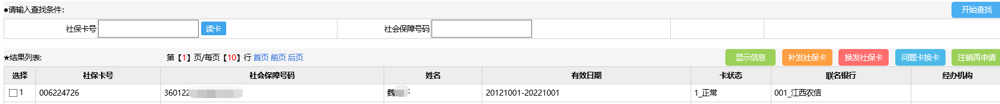 ●请输入查找条件: 开始查找
社保卡号 读卡 社会保障号码
★结果列表: 第【1】页/每页【10】行 首页 前页 后页 显示信息 补发社保卡 换发社保卡 问题卡换卡 注销再申请
选择 社保卡号 社会保障号码 姓名 有效日期 卡状态 联名银行 经办机构
1 006224726 360122 魏 20121001-20221001 1_正常 001_江西农信